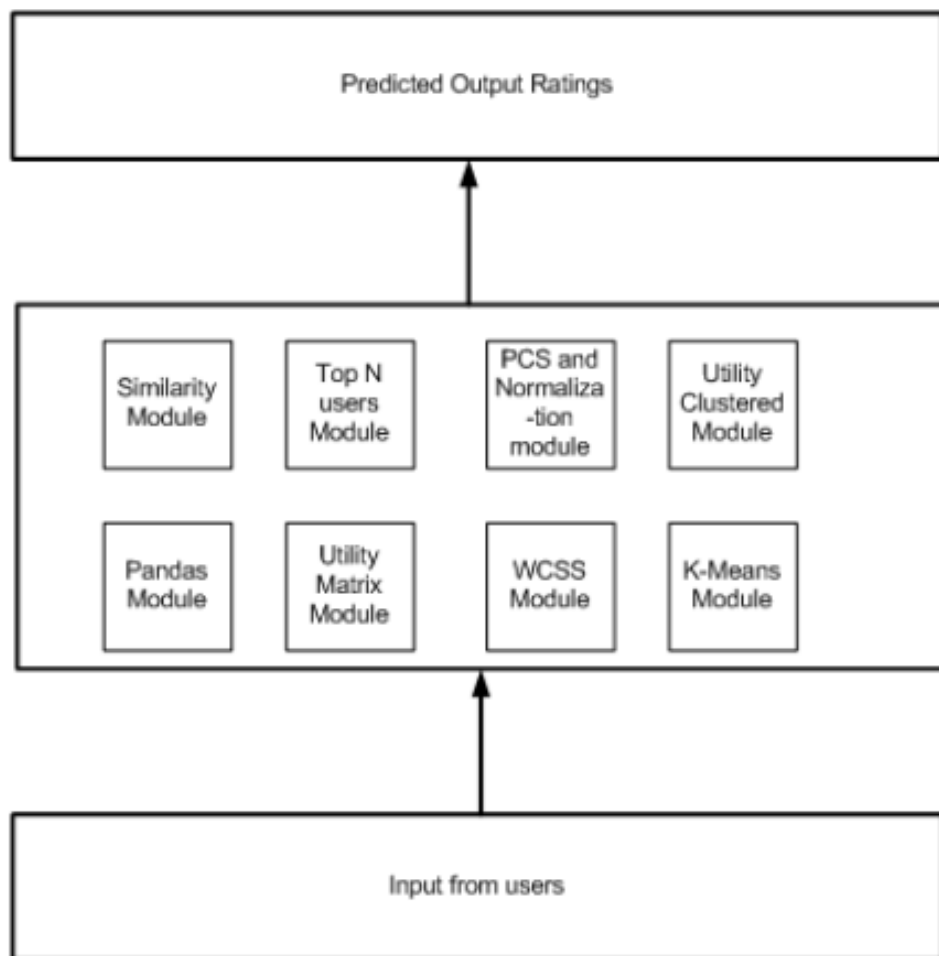 Predicted Output Ratings
Similarity
Module
Top N
users
Module
PCS and
Normaliza
-tion
module
Utility
Clustered
Module
Pandas
Module
Utility
Matrix
Module
WCSS
Module
K-Means
Module
Input from users